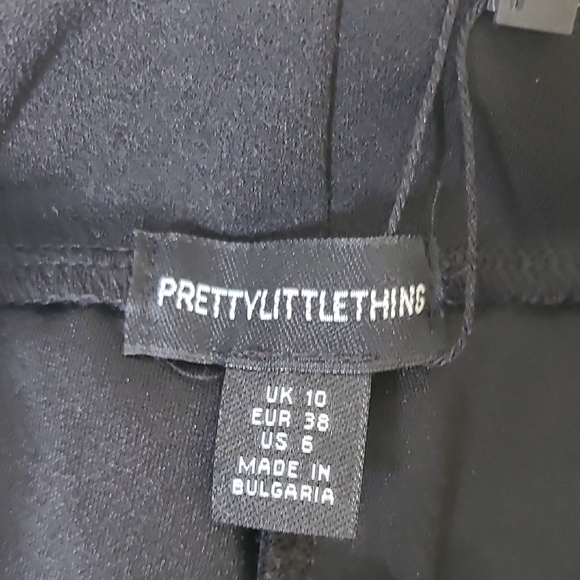 PRETTYLITTLETHING
UK 10
EUR 38
US 6
MADE IN
BULGARIA